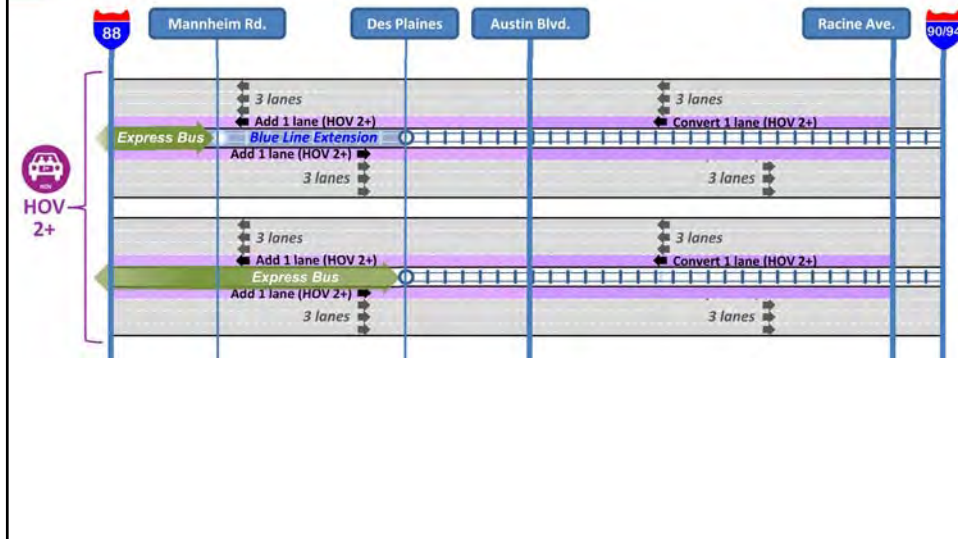 88
Mannheim Rd.
Des Plaines
Austin Blvd.
Racine Ave.
90/94
3 lanes
3 lanes
Add 1 lane (HOV 2+)
Convert 1 lane (HOV 2+)
Express Bus
Blue Line Extension
Add 1 lane (HOV 2+)
3 lanes
3 lanes
HOV
2+
3 lanes
3 lanes
Add 1 lane (HOV 2+)
Convert 1 lane (HOV 2+)
Express Bus
Add 1 lane (HOV 2+)
3 lanes
3 lanes